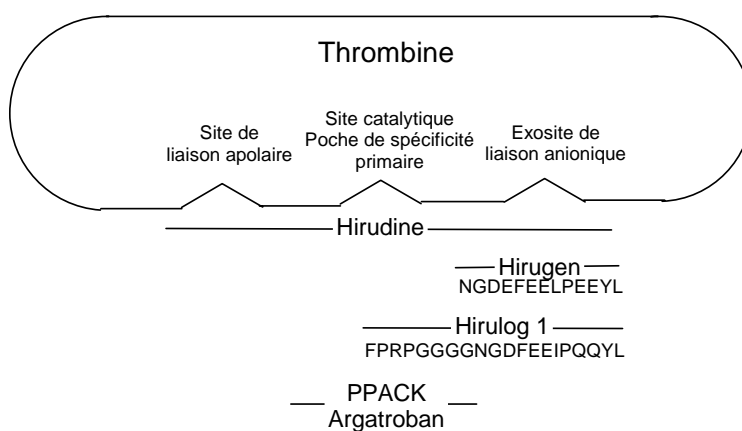 Thrombine
Site de
liaison apolaire
Site catalytique
Poche de spécificité
primaire
Exosite de
liaison anionique
Hirudine
Hirugen
NGDEFEELPEEYL
Hirulog 1
FPRPGGGGNGDFEEIPQQYL
PPACK
Argatroban